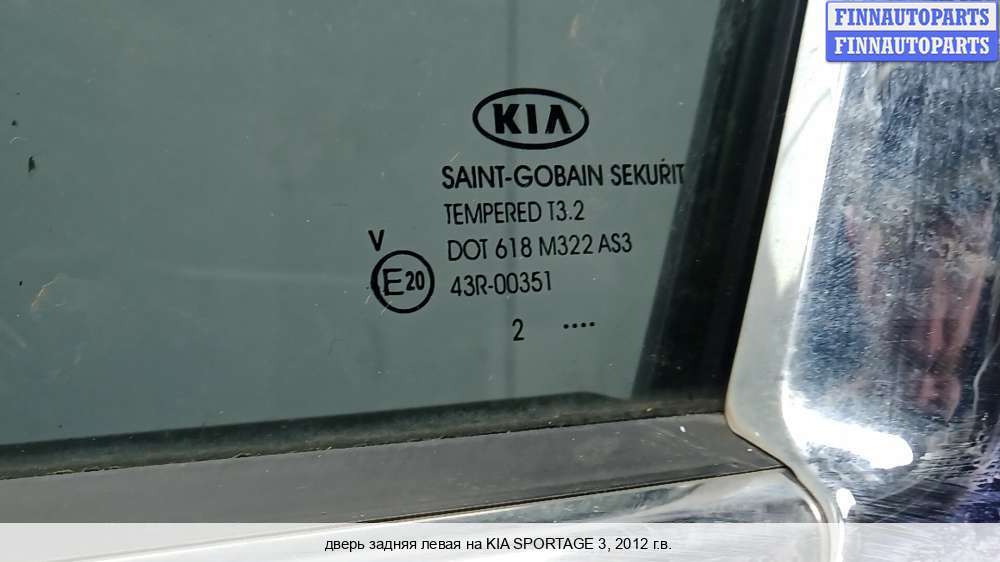 FINNAUTOPARTS
FINNAUTOPARTS
KIA
SAINT-GOBAIN SEKURIT
TEMPERED T3.2
V
DOT 618 M322 AS3
E20
43R-00351
2 ....
дверь задняя левая на KIA SPORTAGE 3, 2012 г.в.